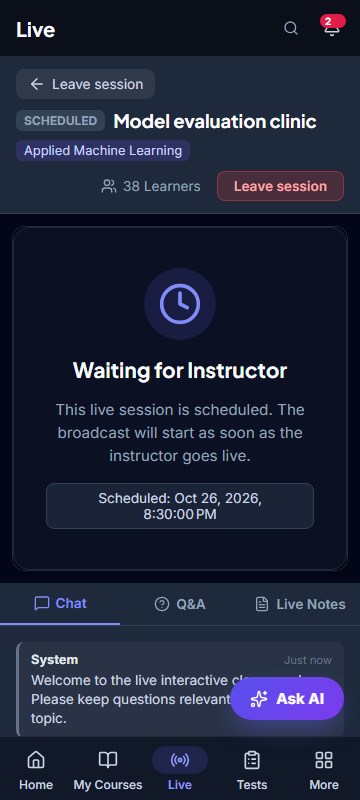 Live
2
Leave session
SCHEDULED Model evaluation clinic
Applied Machine Learning
38 Learners Leave session
Waiting for Instructor
This live session is scheduled. The
broadcast will start as soon as the
instructor goes live.
Scheduled: Oct 26, 2026,
8:30:00 PM
Chat Q&A Live Notes
System Just now
Welcome to the live interactive
Please keep questions relevant
topic.
Ask AI
Home My Courses Live Tests More